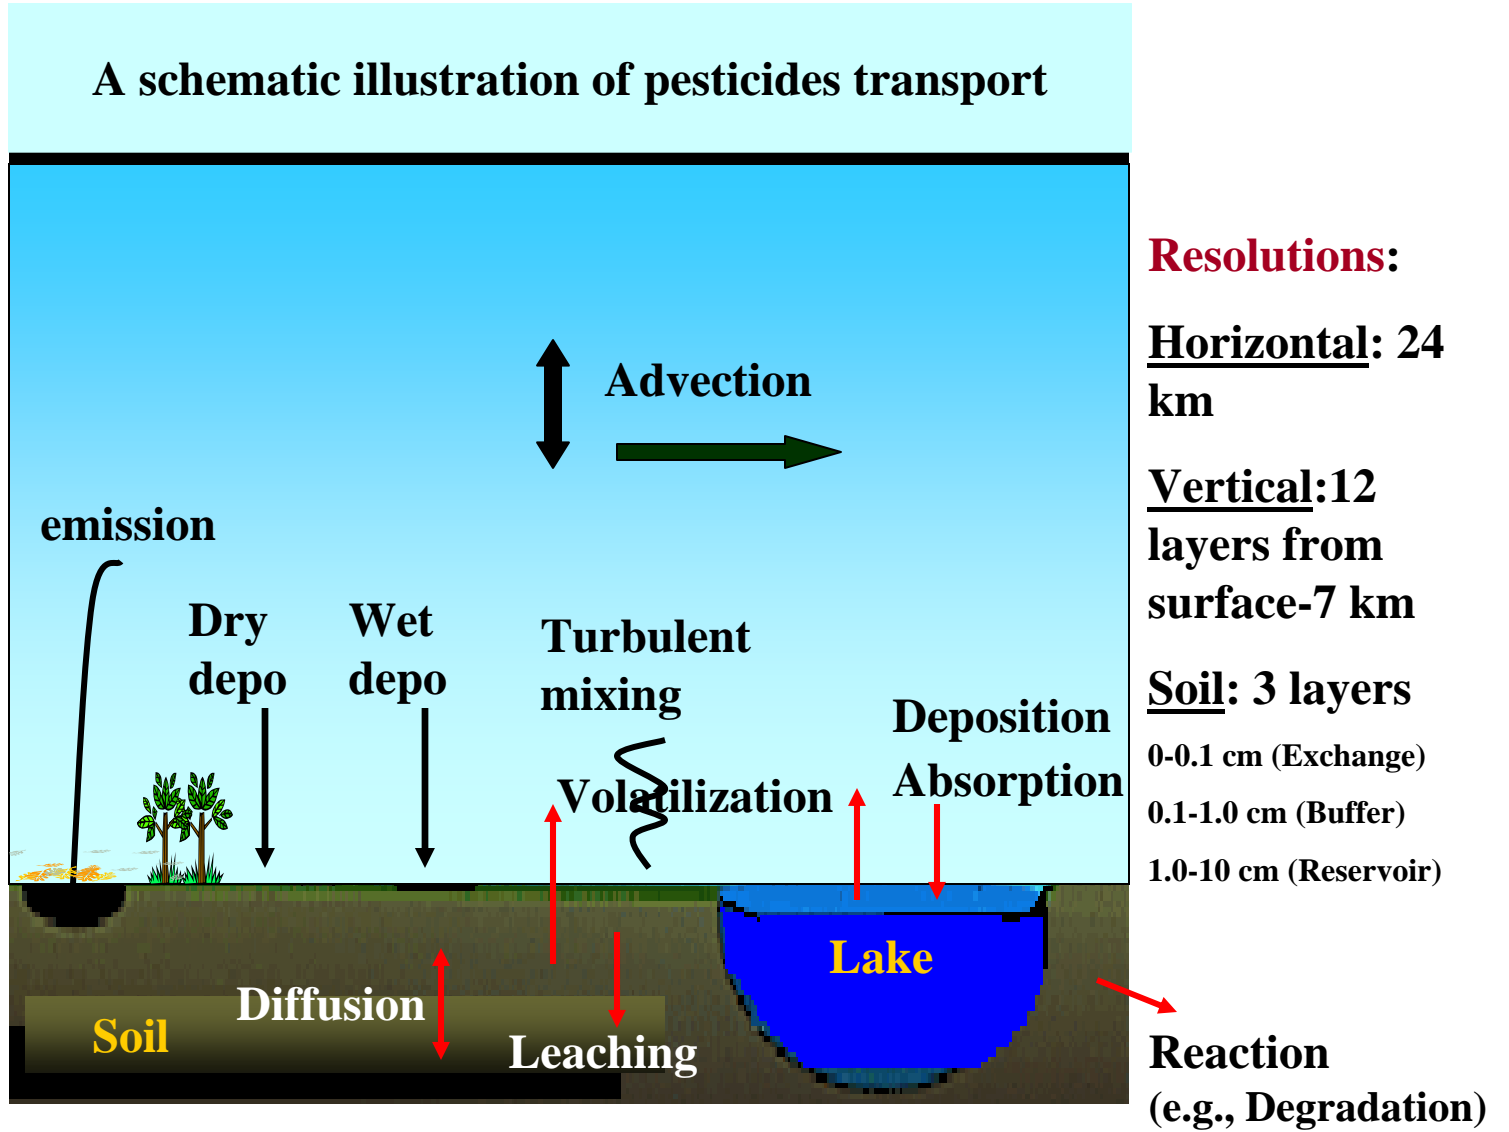 A schematic illustration of pesticides transport
Resolutions:
Horizontal: 24
km
Vertical:12
layers from
surface-7 km
Soil: 3 layers
0-0.1 cm (Exchange)
0.1-1.0 cm (Buffer)
1.0-10 cm (Reservoir)
Advection
emission
Dry
depo
Wet
depo
Turbulent
mixing
Volatilization
Deposition
Absorption
Lake
Diffusion
Soil
Leaching
Reaction
(e.g., Degradation)